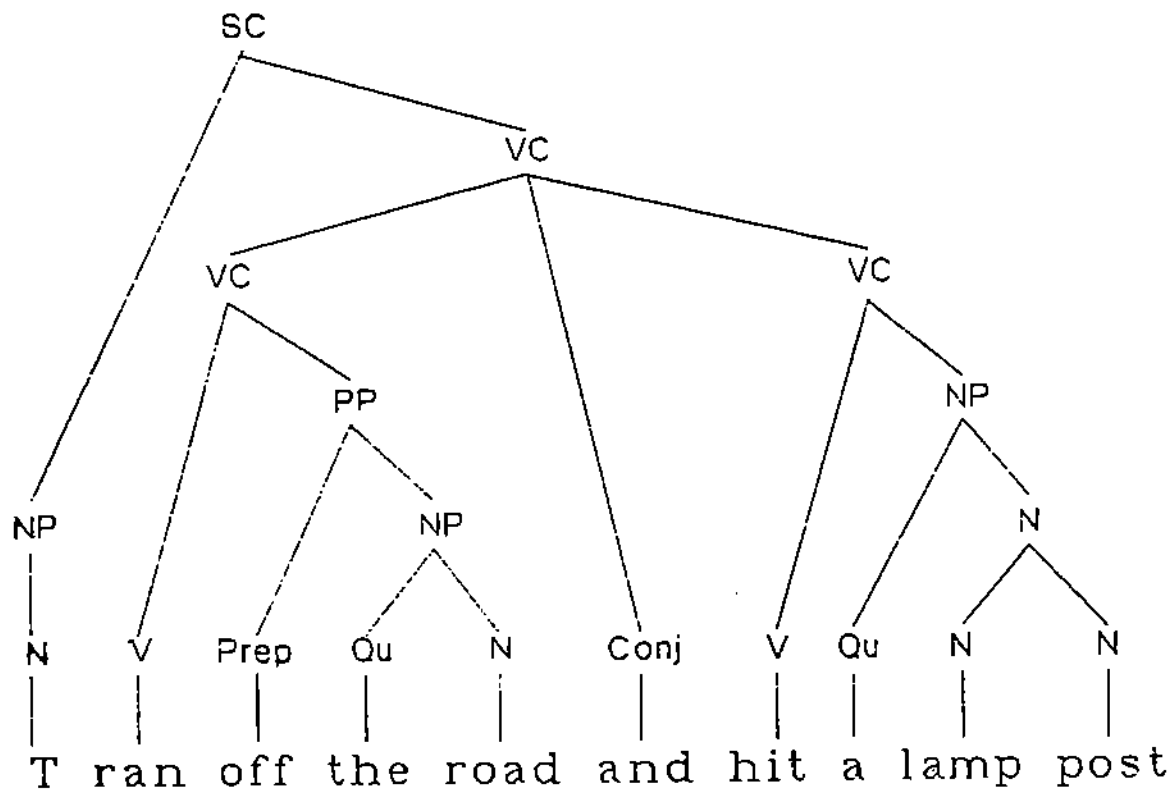 SC
VC
VC VC
PP NP
NP NP N
N V Prep Qu N Conj V Qu N N
T ran off the road and hit a lamp post